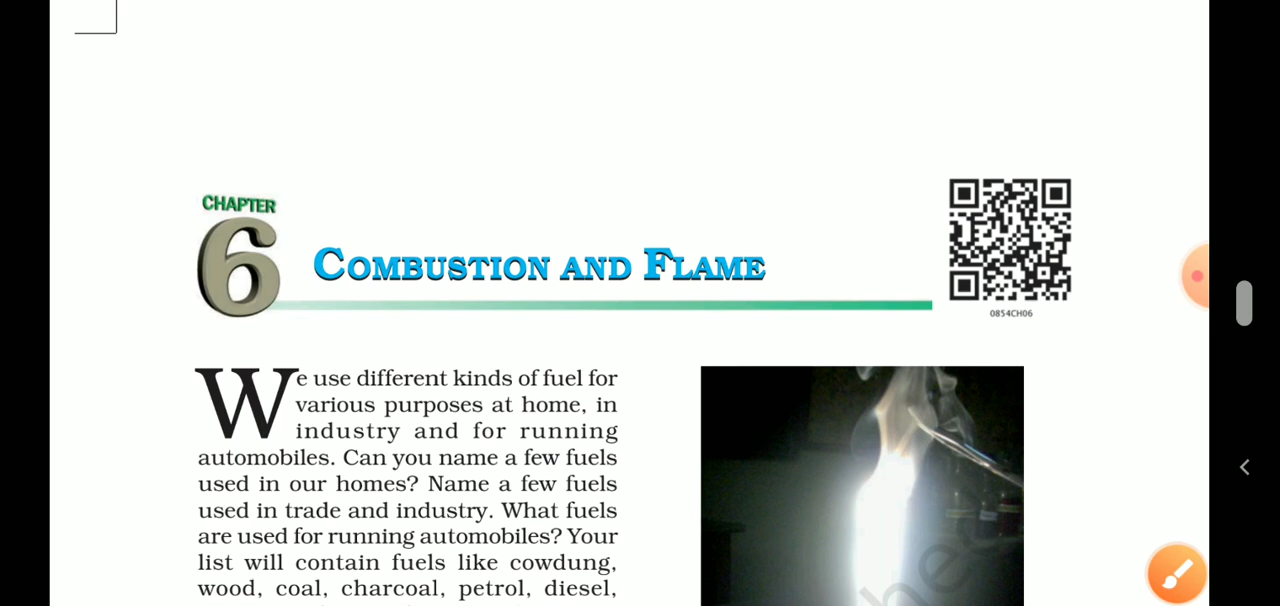 CHAPTER
6
COMBUSTION AND FLAME
0854CH06
We use different kinds of fuel for
various purposes at home, in
industry and for running
automobiles. Can you name a few fuels
used in our homes? Name a few fuels
used in trade and industry. What fuels
are used for running automobiles? Your
list will contain fuels like cowdung,
wood, coal, charcoal, petrol, diesel,